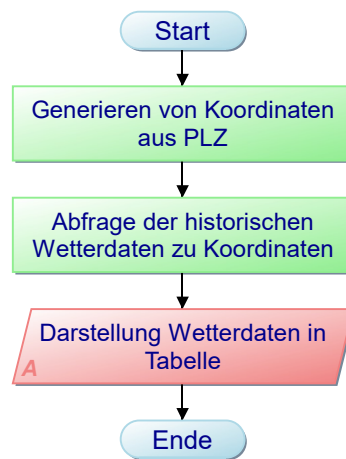 Start
Generieren von Koordinaten
aus PLZ
Abfrage der historischen
Wetterdaten zu Koordinaten
Darstellung Wetterdaten in
Tabelle
A
Ende